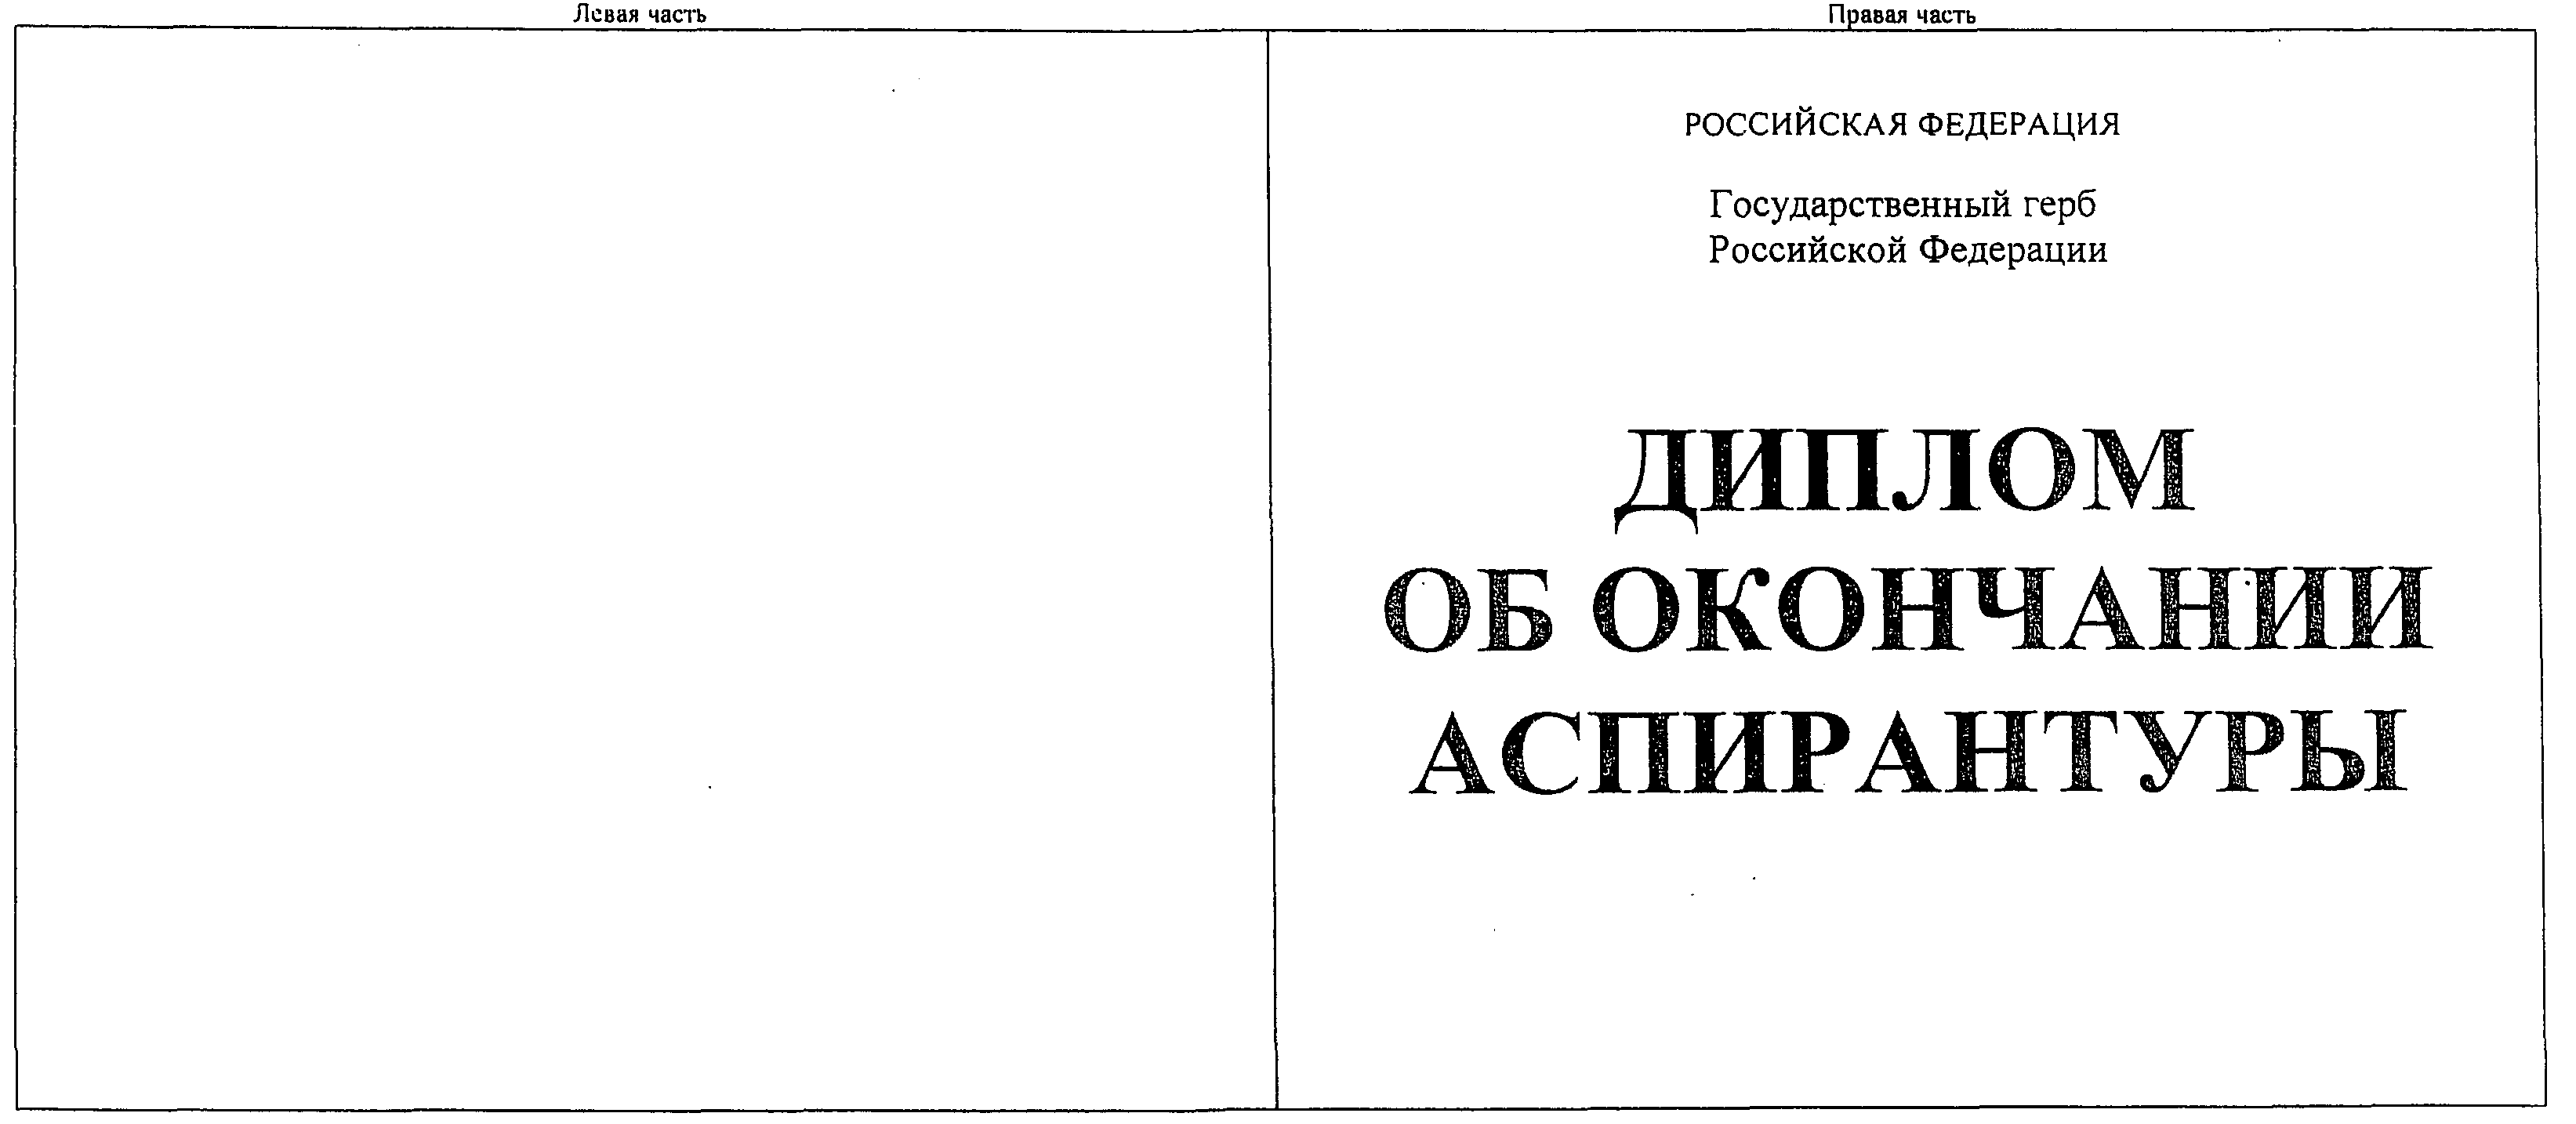 Левая часть
Правая часть
РОССИЙСКАЯ ФЕДЕРАЦИЯ
Государственный герб
Российской Федерации
ДИПЛОМ
ОБ ОКОНЧАНИИ
АСПИРАНТУРЫ